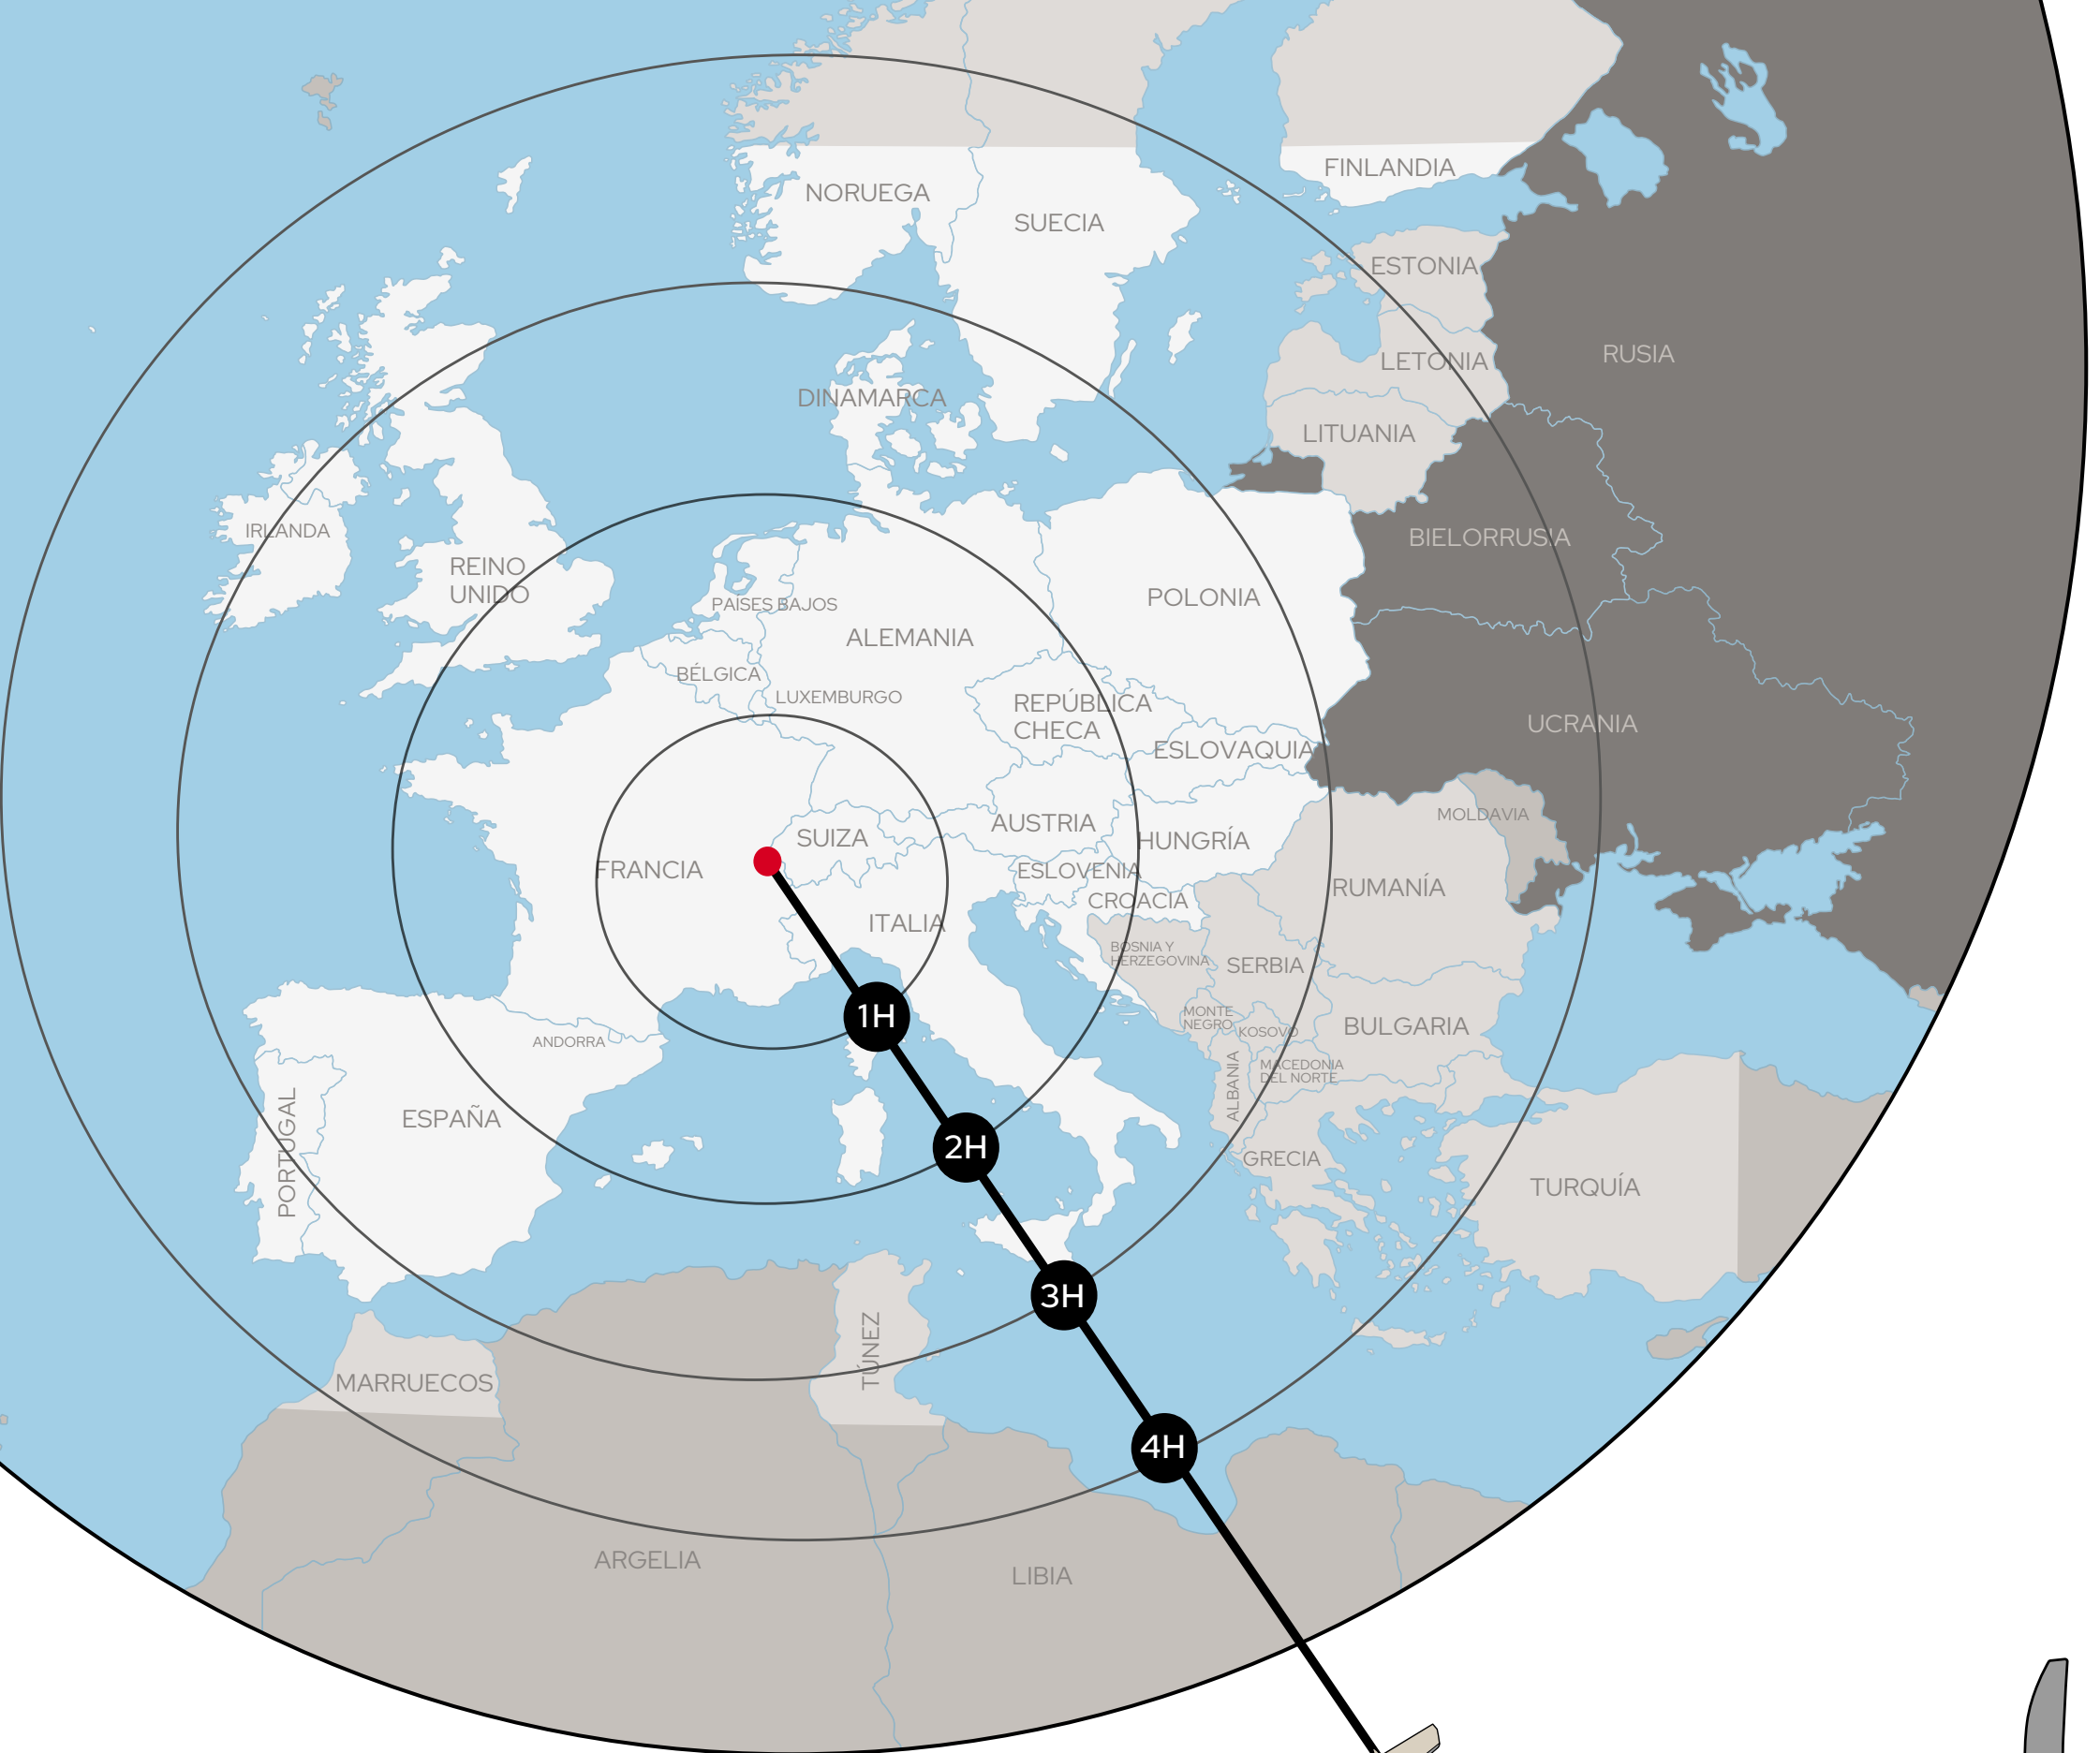 FINLANDIA
NORUEGA
SUECIA
ESTONIA
RUSIA
LETONIA
DINAMARCA
LITUANIA
IRLANDA
BIELORRUSIA
REINO
UNIDO
POLONIA
PAÍSES BAJOS
ALEMANIA
BÉLGICA
LUXEMBURGO
REPÚBLICA
CHECA
UCRANIA
ESLOVAQUIA
MOLDAVIA
AUSTRIA
SUIZA
HUNGRÍA
FRANCIA
ESLOVENIA
RUMANÍA
CROACIA
ITALIA
BOSNIA Y
HERZEGOVINA
SERBIA
MONTE
NEGRO
KOSOVO
BULGARIA
1H
ANDORRA
MACEDONIA
DEL NORTE
ALBANIA
ESPAÑA
PORTUGAL
2H
GRECIA
TURQUÍA
3H
TÚNEZ
MARRUECOS
4H
ARGELIA
LIBIA